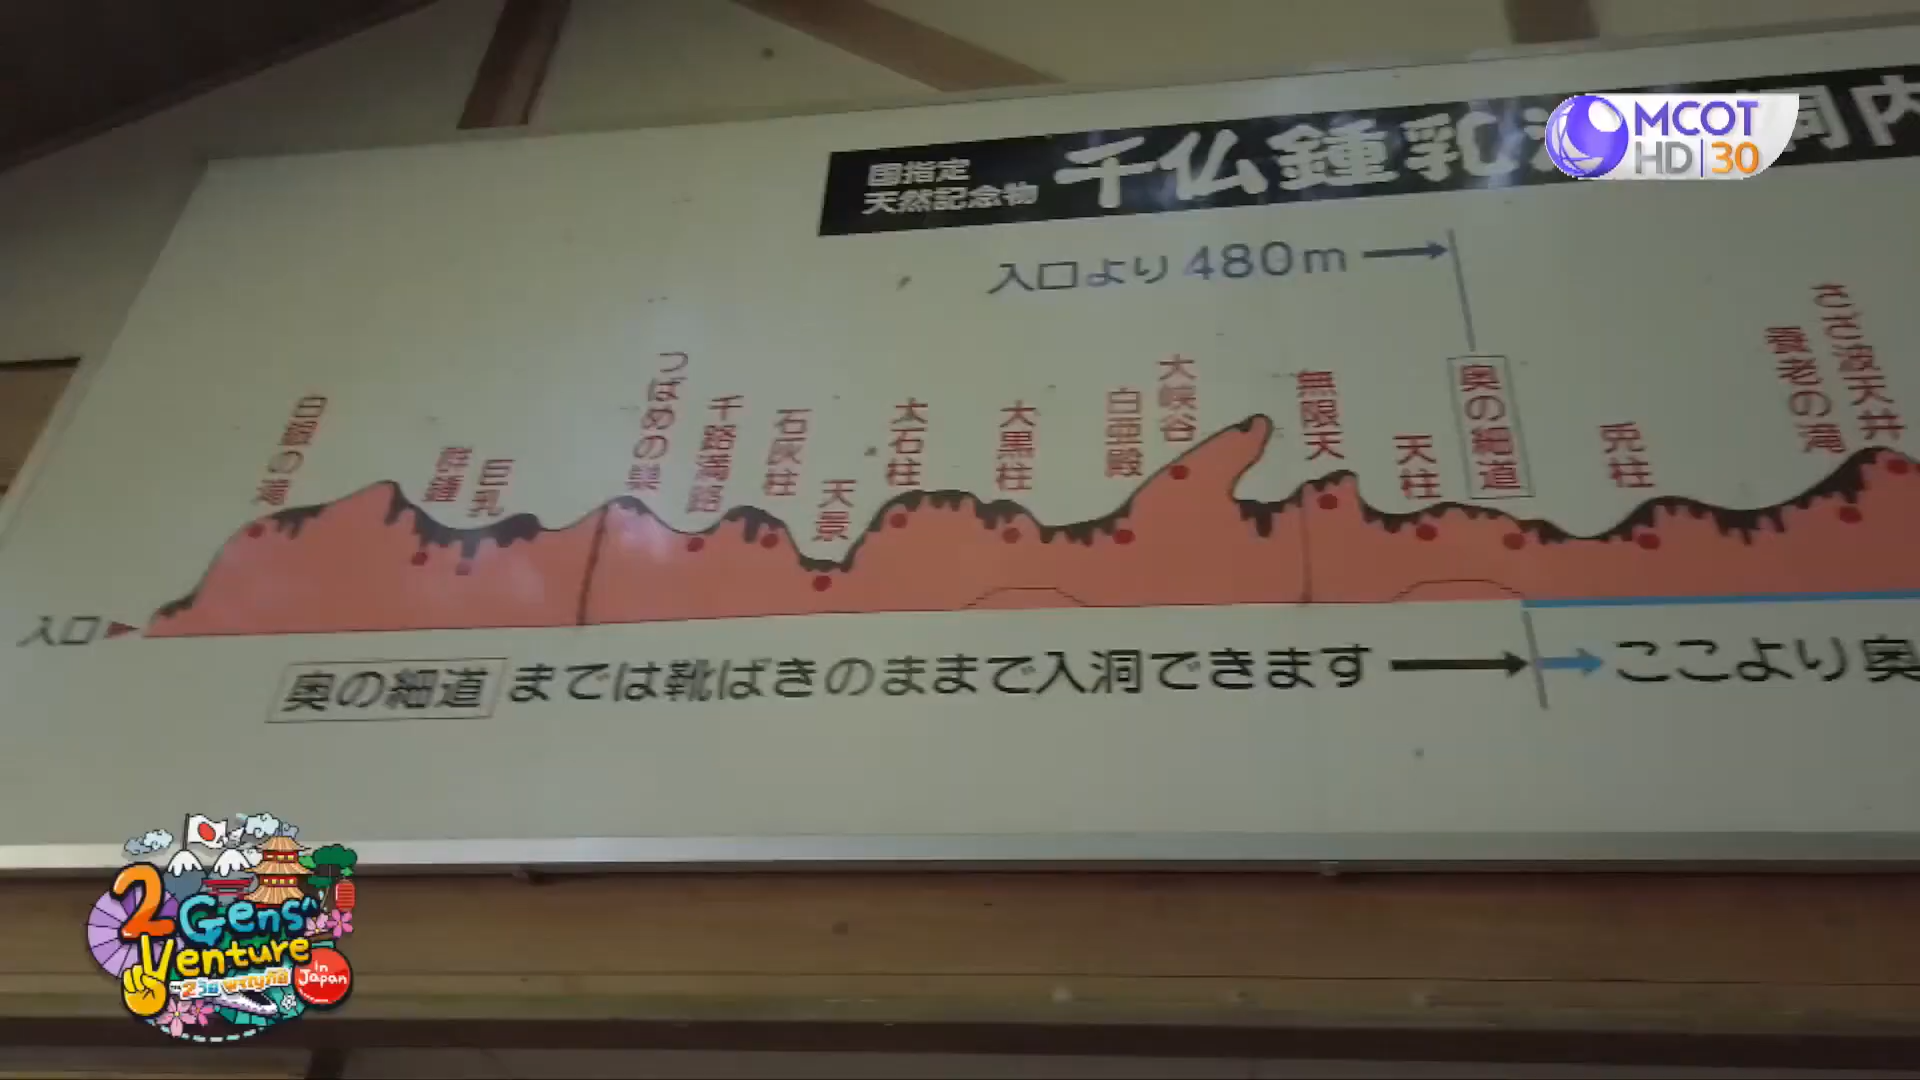 国指定
天然記念物
千仏鍾乳
洞内
MCOT
HD 30
入口より 480m
白銀の滝
群鍾
巨乳
つばめの巣
千路満路
石灰柱
天景
大石柱
大黒柱
白亜殿
大峡谷
無限天
天柱
奥の細道
兜柱
養老の滝
さざ波天井
入口
奥の細道 までは靴ばきのままで入洞できます
ここより奥
2
Gens
Venture
in
Japan